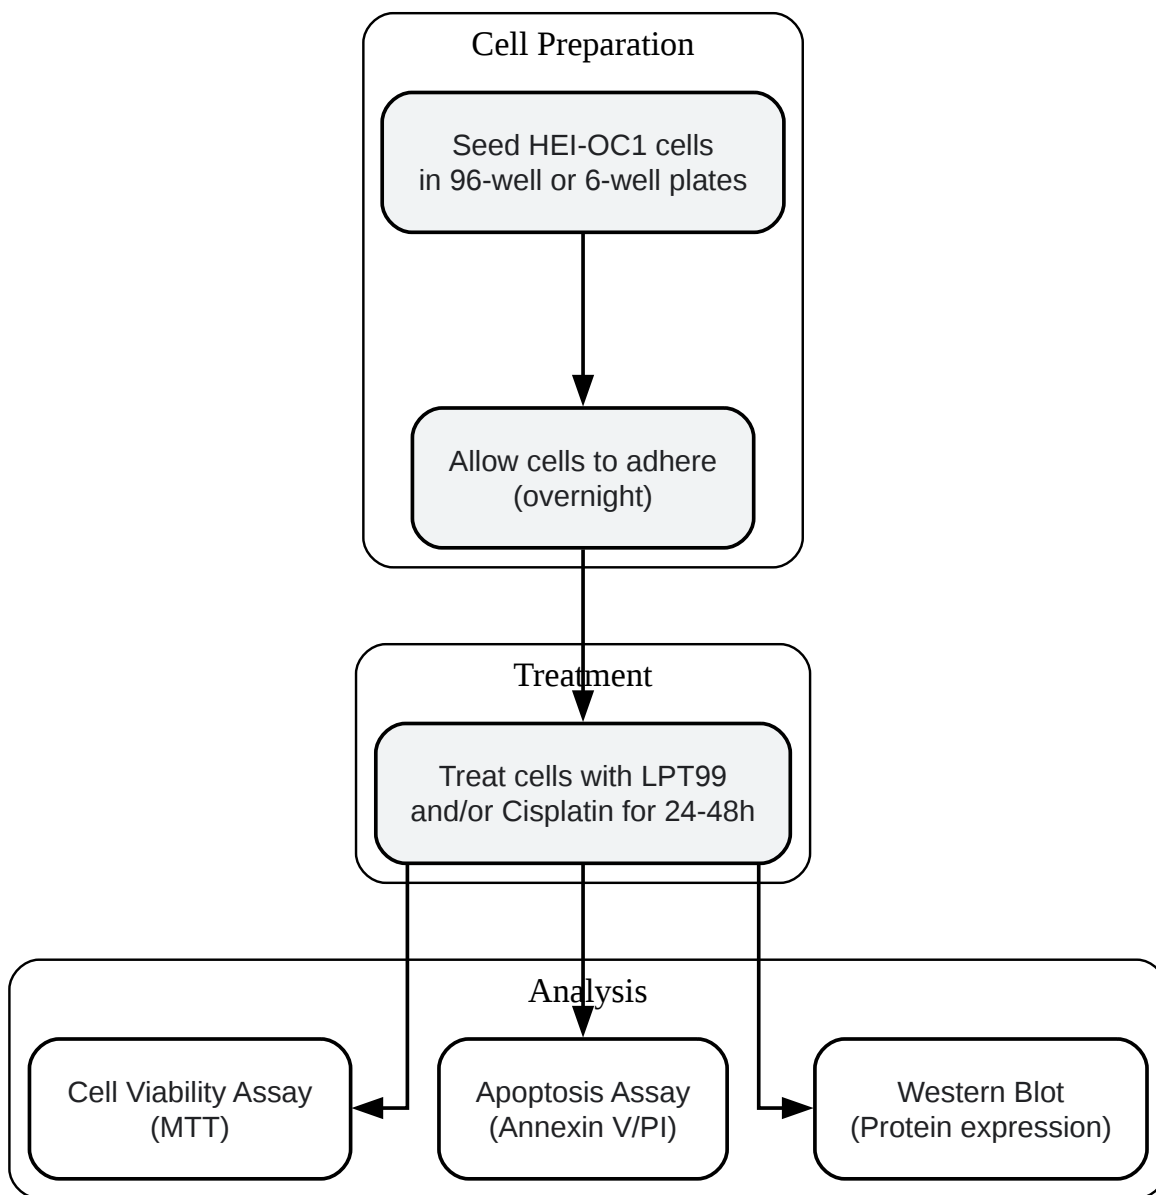 Cell Preparation
Seed HEI-OC1 cells
in 96-well or 6-well plates
Allow cells to adhere
(overnight)
Treatment
Treat cells with LPT99
and/or Cisplatin for 24-48h
Analysis
Cell Viability Assay
(MTT)
Apoptosis Assay
(Annexin V/PI)
Western Blot
(Protein expression)